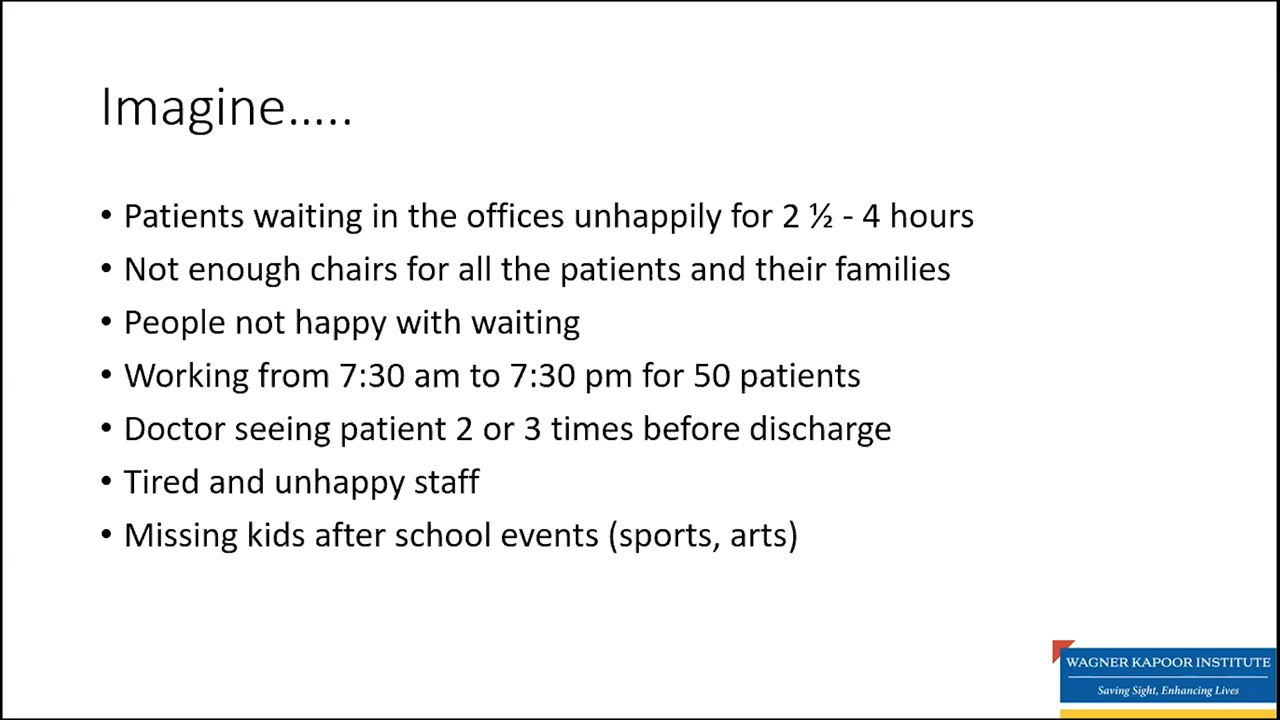 Imagine.....
• Patients waiting in the offices unhappily for 2 ½ - 4 hours
• Not enough chairs for all the patients and their families
• People not happy with waiting
• Working from 7:30 am to 7:30 pm for 50 patients
• Doctor seeing patient 2 or 3 times before discharge
• Tired and unhappy staff
• Missing kids after school events (sports, arts)
WAGNER KAPOOR INSTITUTE
Saving Sight, Enhancing Lives